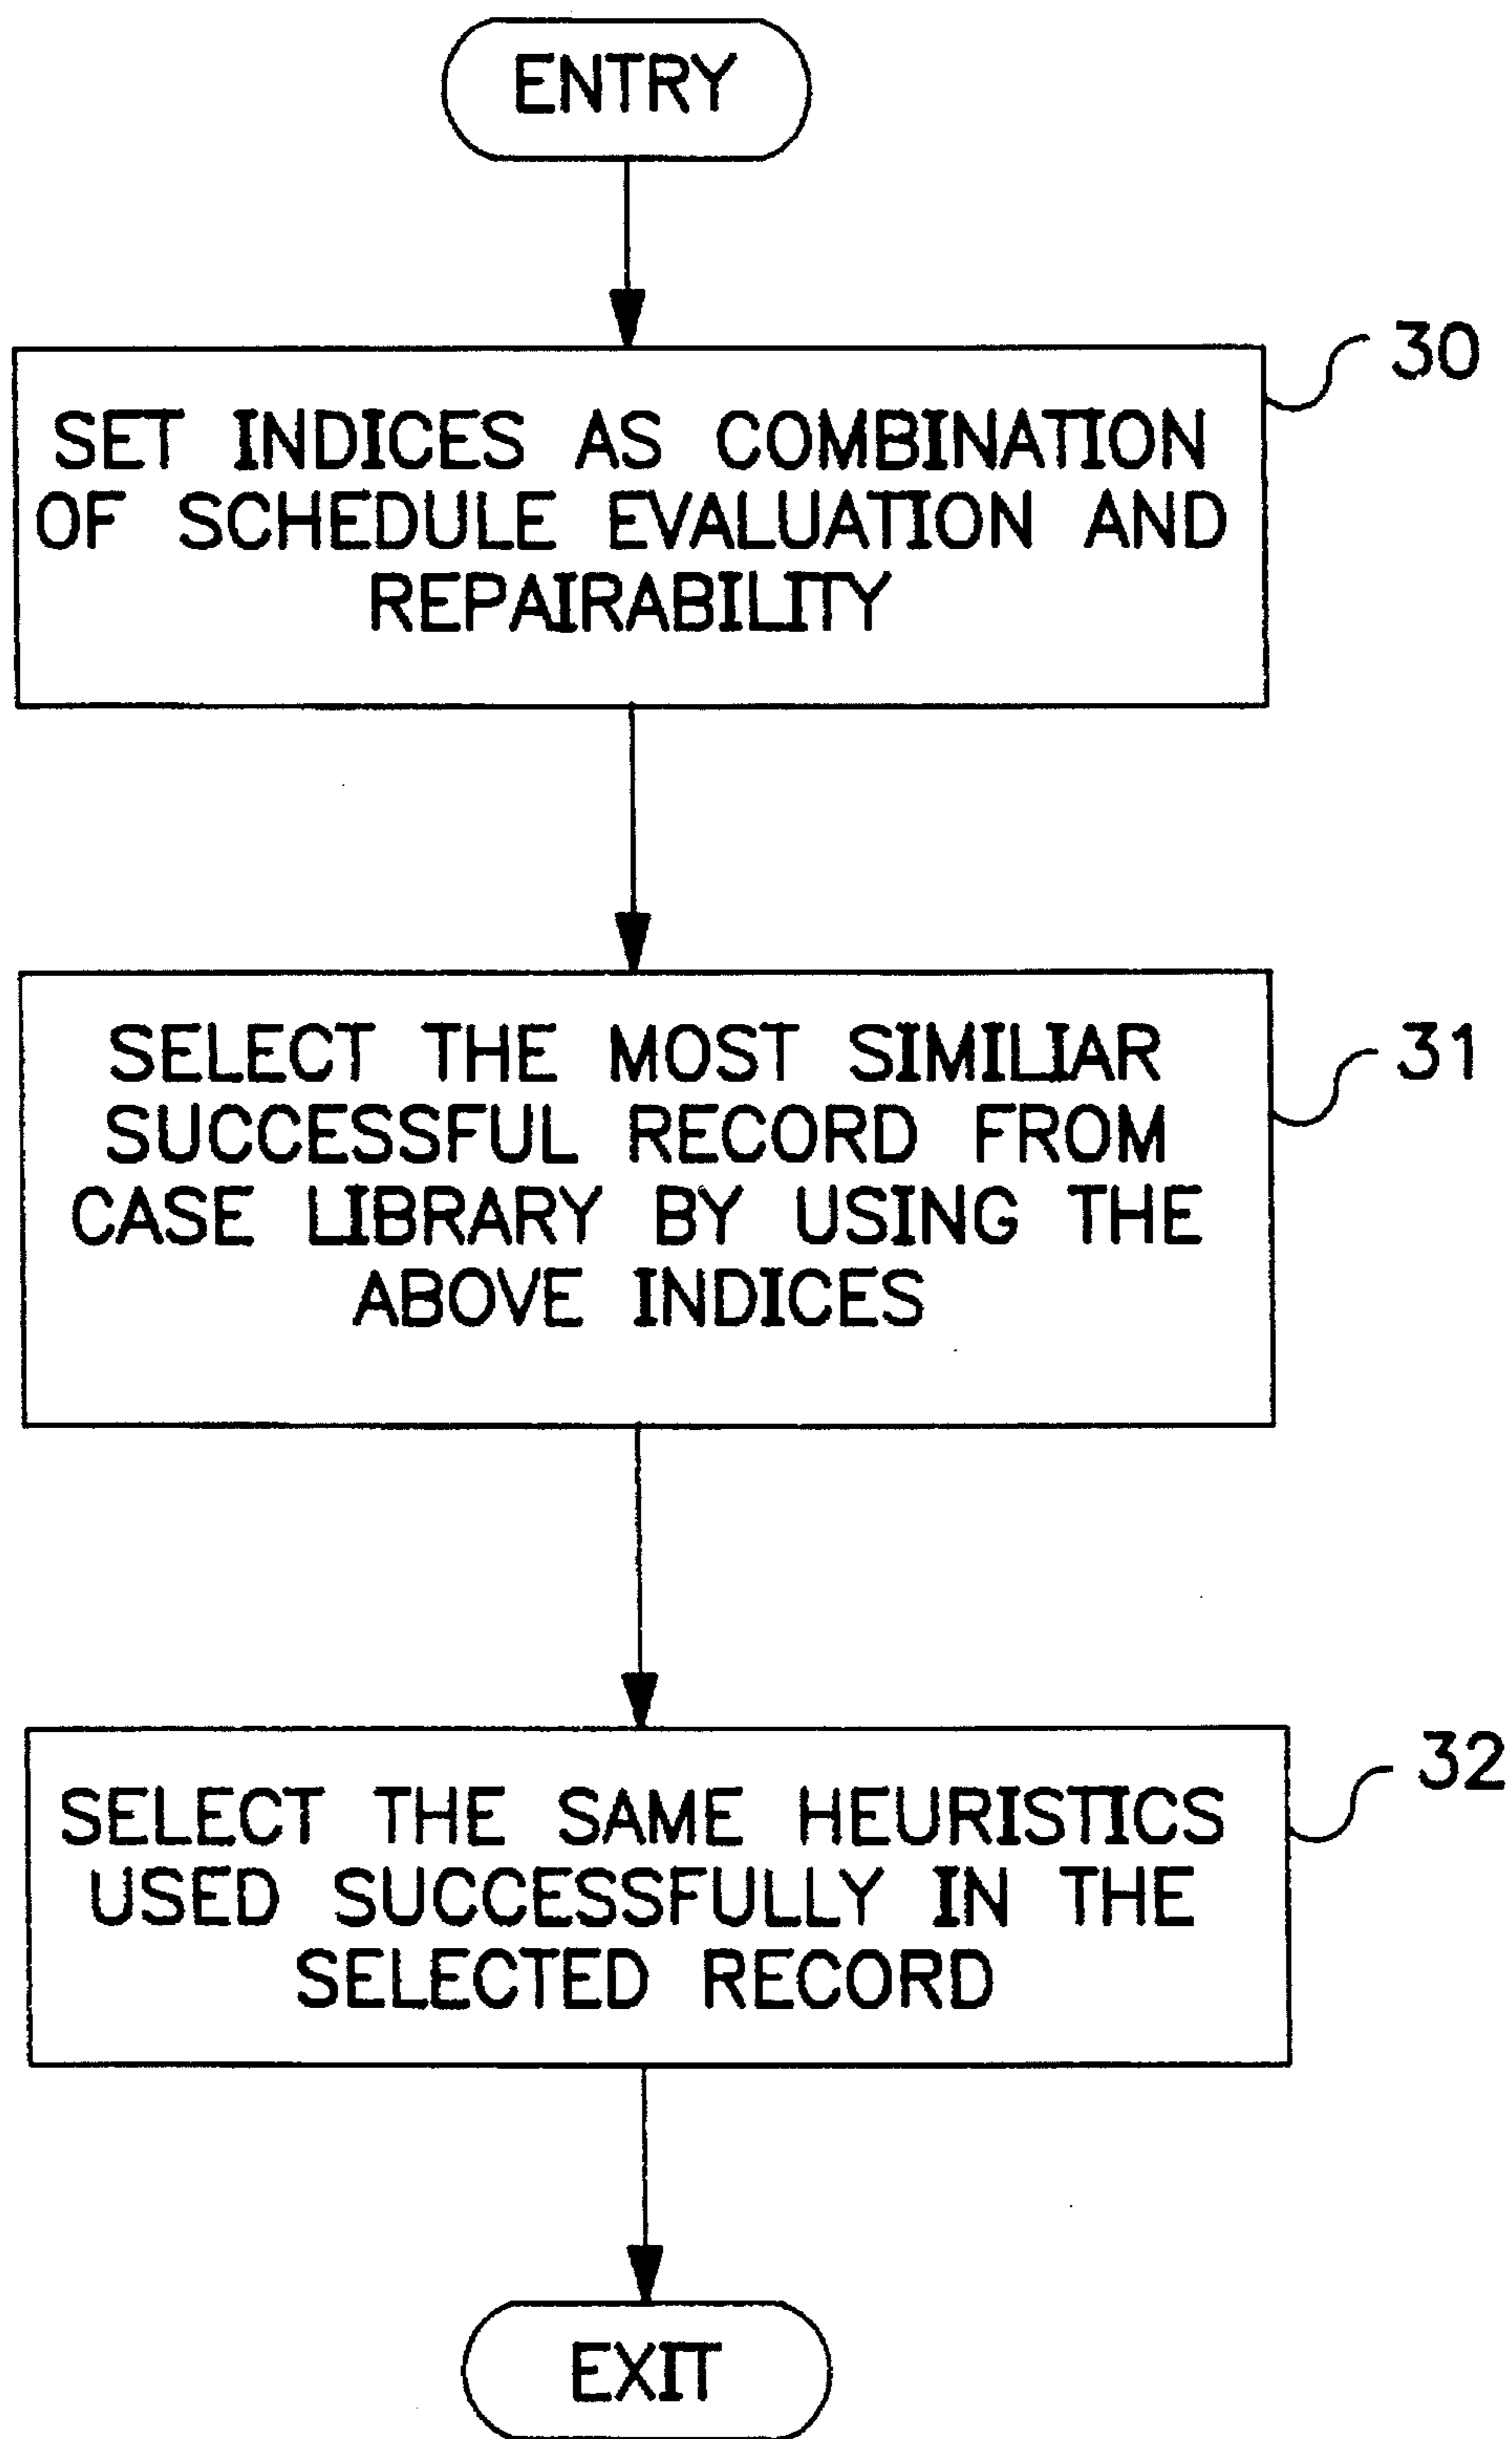 ENTRY
30
SET INDICES AS COMBINATION
OF SCHEDULE EVALUATION AND
REPAIRABILITY
31
SELECT THE MOST SIMILIAR
SUCCESSFUL RECORD FROM
CASE LIBRARY BY USING THE
ABOVE INDICES
32
SELECT THE SAME HEURISTICS
USED SUCCESSFULLY IN THE
SELECTED RECORD
EXIT